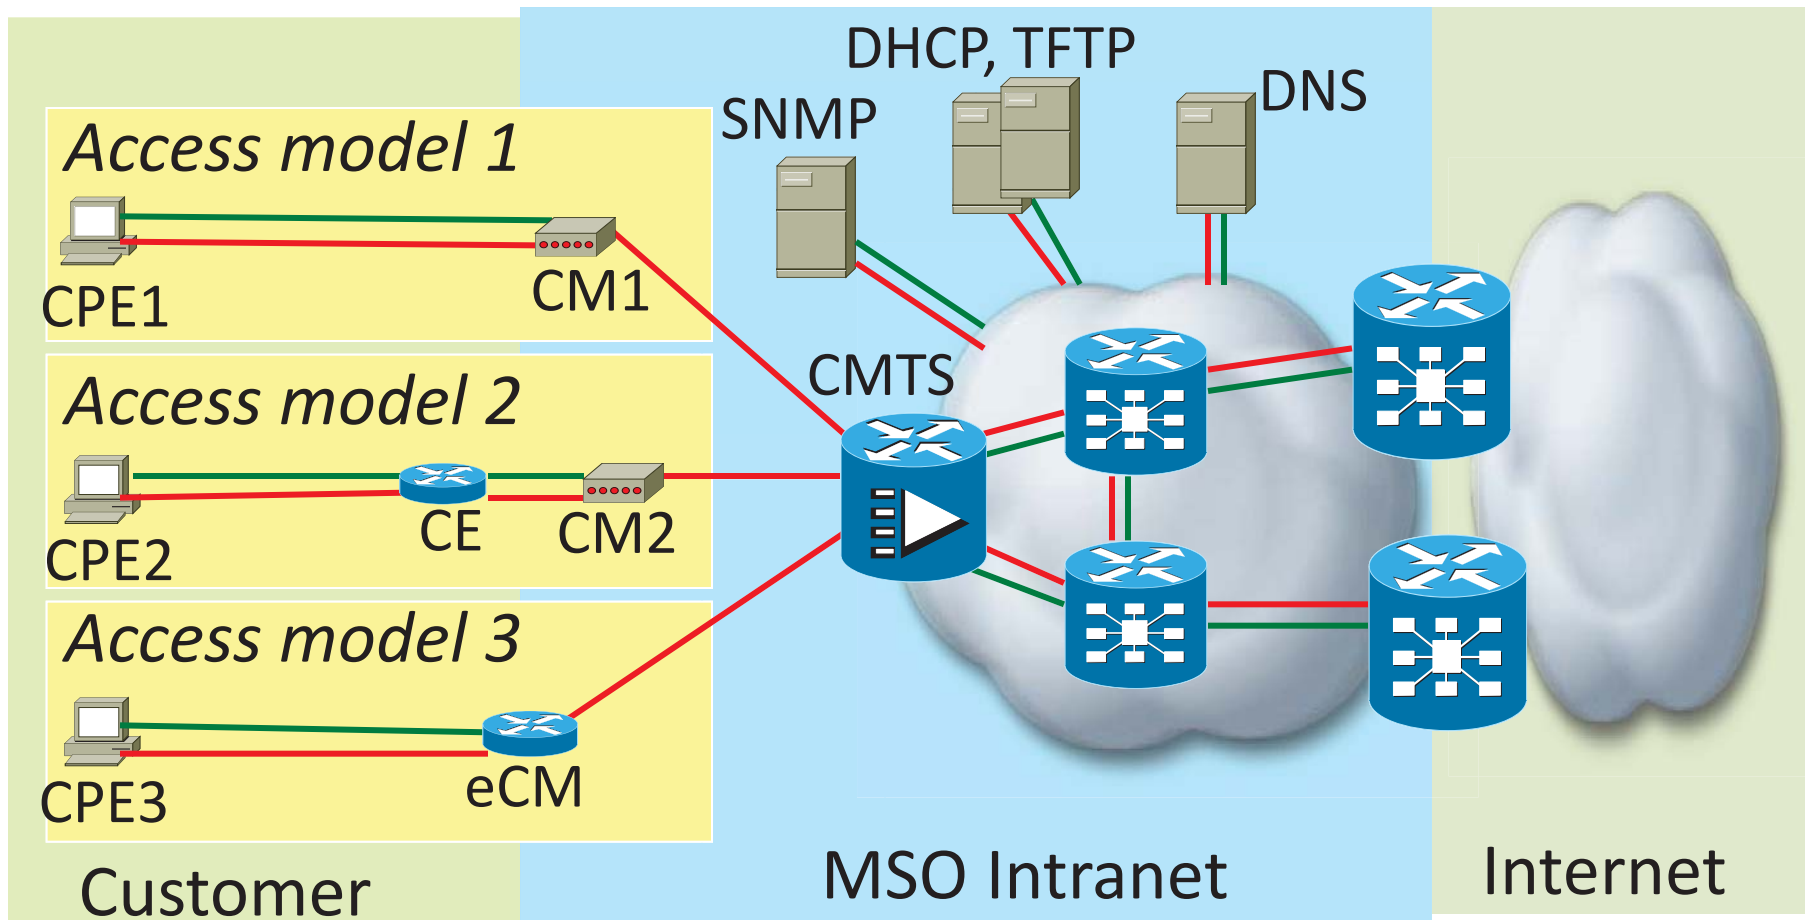 DHCP, TFTP
SNMP
DNS
Access model 1
CPE1
CM1
Access model 2
CPE2
CE
CM2
CMTS
Access model 3
CPE3
eCM
Customer
MSO Intranet
Internet